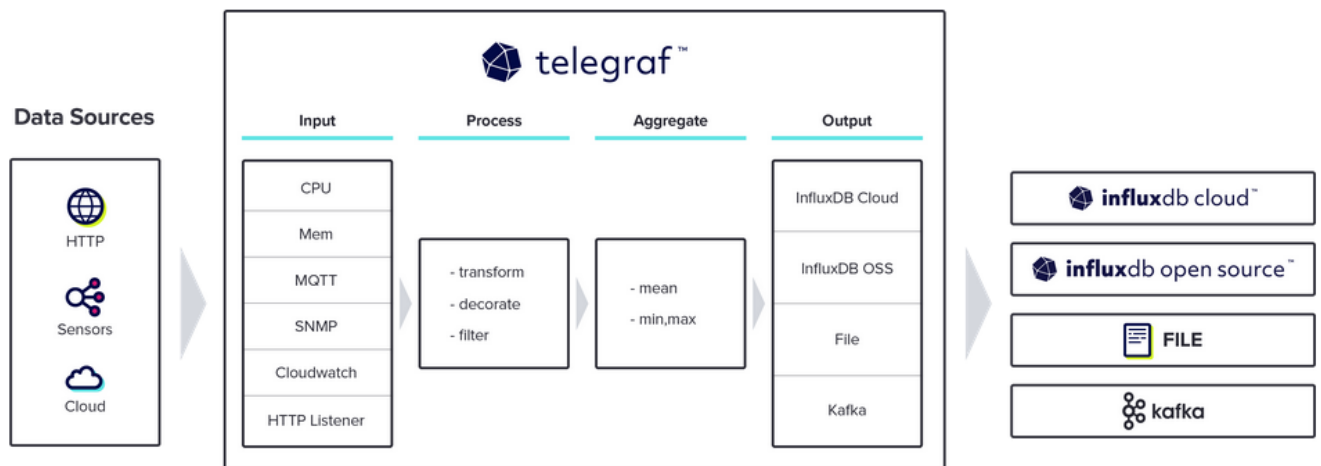 telegraf™
Data Sources
HTTP
Sensors
Cloud
Input
CPU
Mem
MQTT
SNMP
Cloudwatch
HTTP Listener
Process
- transform
- decorate
- filter
Aggregate
- mean
- min,max
Output
InfluxDB Cloud
InfluxDB OSS
File
Kafka
influxdb cloud™
influxdb open source™
FILE
kafka